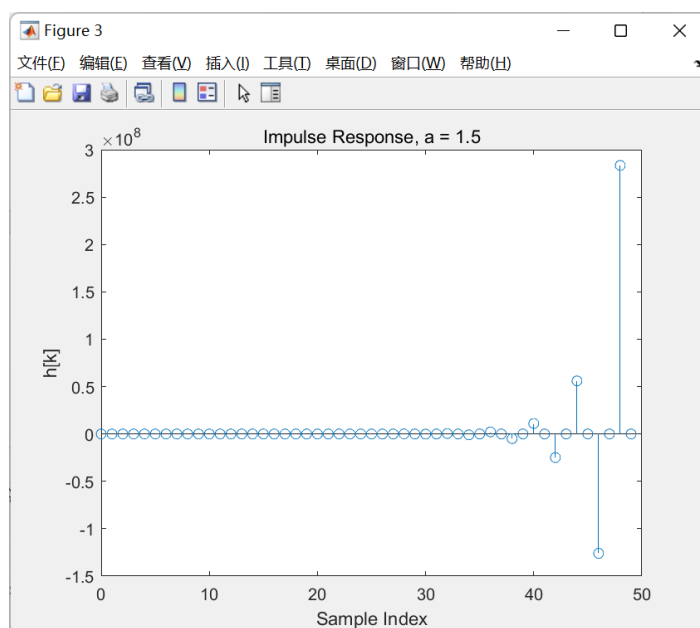 Figure 3
文件(F) 编辑(E) 查看(V) 插入(I) 工具(T) 桌面(D) 窗口(W) 帮助(H)
Impulse Response, a = 1.5
×10⁸
3
2.5
2
1.5
1
0.5
0
-0.5
-1
-1.5
h[k]
0 10 20 30 40 50
Sample Index